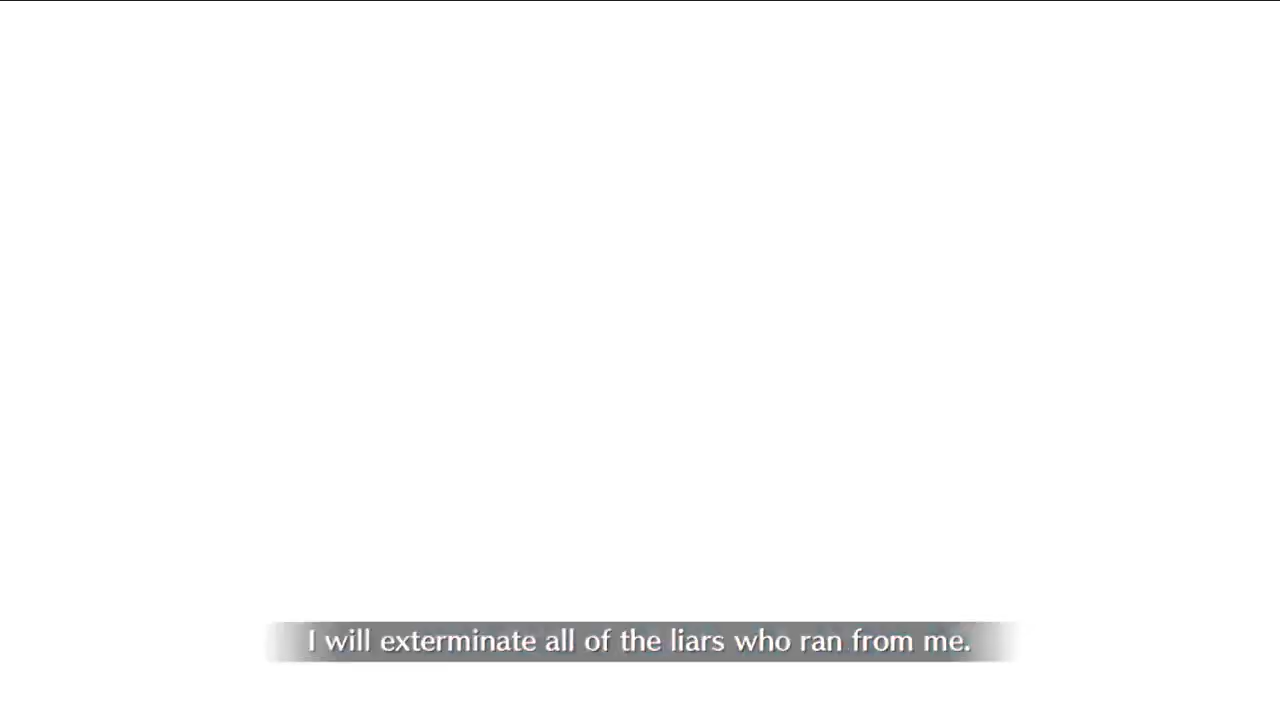 I will exterminate all of the liars who ran from me.